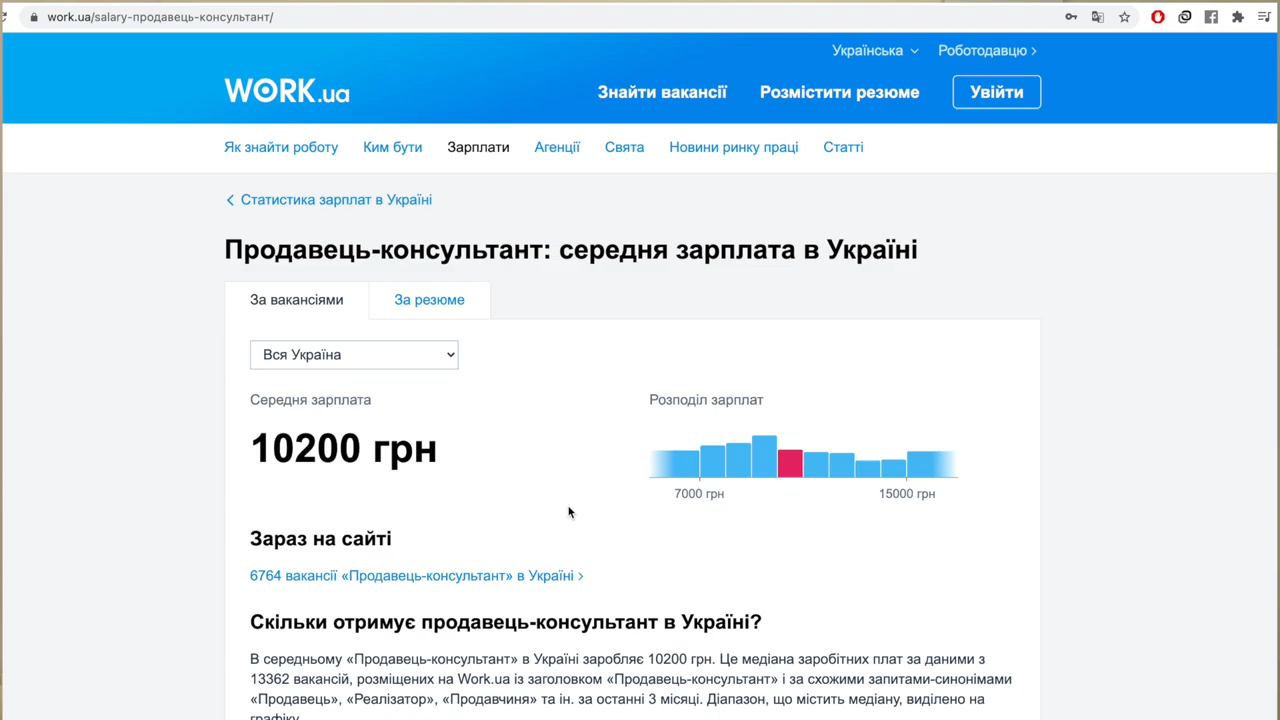 work.ua/salary-продавець-консультант/
Українська
Роботодавцю
WORK.ua
Знайти вакансії
Розмістити резюме
Увійти
Як знайти роботу
Ким бути
Зарплати
Агенції
Свята
Новини ринку праці
Статті
Статистика зарплат в Україні
Продавець-консультант: середня зарплата в Україні
За вакансіями
За резюме
Вся Україна
Середня зарплата
Розподіл зарплат
10200 грн
7000 грн
15000 грн
Зараз на сайті
6764 вакансії «Продавець-консультант» в Україні
Скільки отримує продавець-консультант в Україні?
В середньому «Продавець-консультант» в Україні заробляє 10200 грн. Це медіана заробітних плат за даними з
13362 вакансій, розміщених на Work.ua із заголовком «Продавець-консультант» і за схожими запитами-синонімами
«Продавець», «Реалізатор», «Продавчиня» та ін. за останні 3 місяці. Діапазон, що містить медіану, виділено на
графіку.